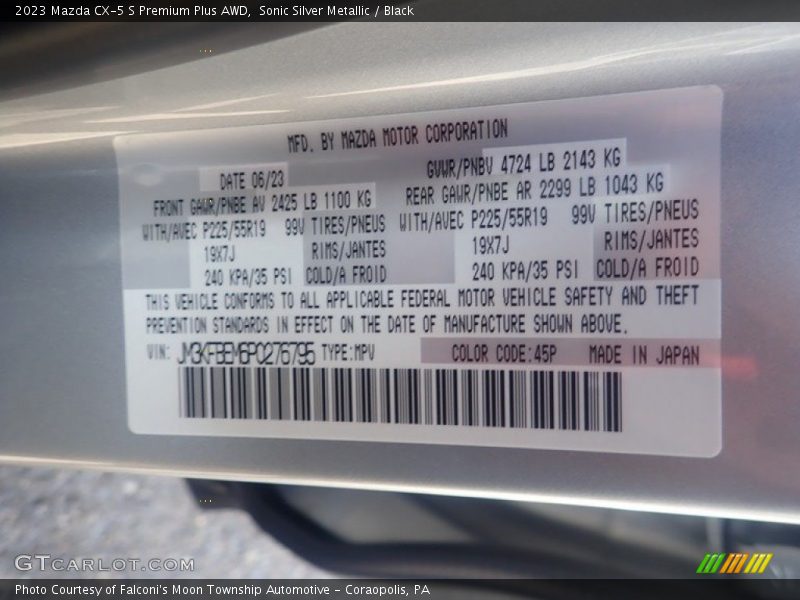 2023 Mazda CX-5 S Premium Plus AWD,  Sonic Silver Metallic / Black
MFD. BY MAZDA MOTOR CORPORATION
DATE 06/23 GVWR/PNBV 4724 LB 2143 KG
FRONT GAWR/PNBE AV 2425 LB 1100 KG REAR GAWR/PNBE AR 2299 LB 1043 KG
WITH/AVEC P225/55R19 99V TIRES/PNEUS WITH/AVEC P225/55R19 99V TIRES/PNEUS
19X7J RIMS/JANTES 19X7J RIMS/JANTES
240 KPA/35 PSI COLD/A FROID 240 KPA/35 PSI COLD/A FROID
THIS VEHICLE CONFORMS TO ALL APPLICABLE FEDERAL MOTOR VEHICLE SAFETY AND THEFT
PREVENTION STANDARDS IN EFFECT ON THE DATE OF MANUFACTURE SHOWN ABOVE.
VIN: JM3KFBEM6P0276795 TYPE:MPV COLOR CODE:45P MADE IN JAPAN
GTCARLOT.COM
Photo Courtesy of Falconi's Moon Township Automotive - Coraopolis, PA